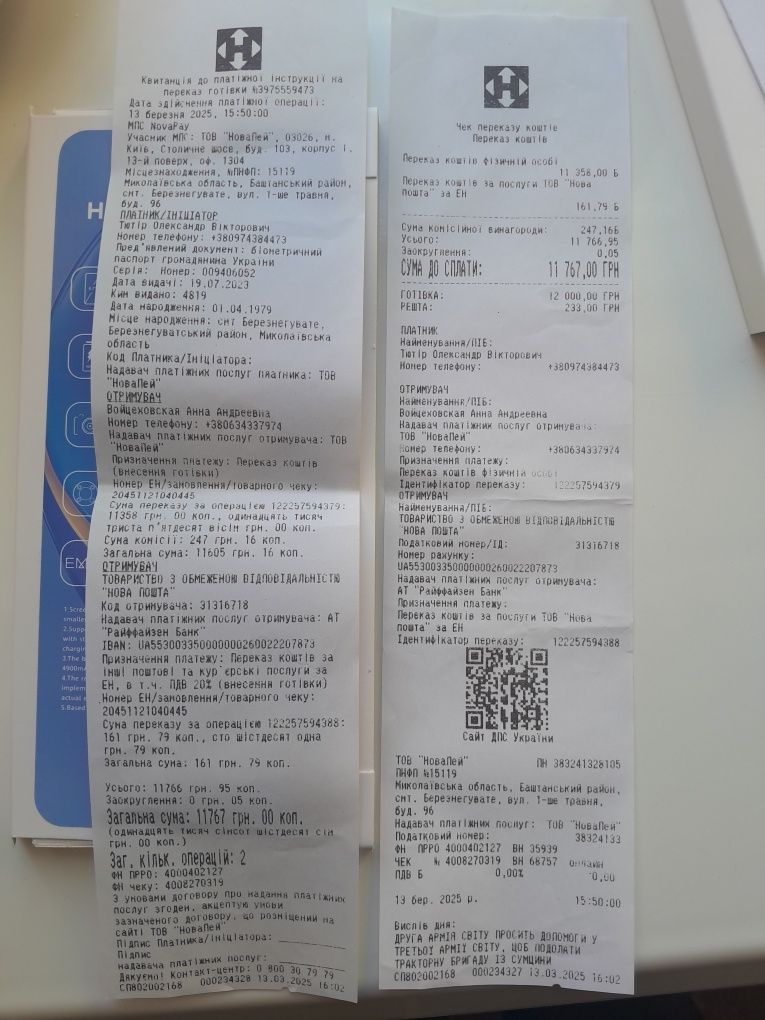 Квитанція до платіжної інструкції на
переказ готівки №3975559473
Дата здійснення платіжної операції:
13 березня 2025, 15:50:00
МПС NovaPay
Учасник МПС: ТОВ "НоваПей", 03026, м.
Київ, Столичне шосе, буд. 103, корпус 1,
13-й поверх, оф. 1304
Місцезнаходження, №ПНФП: 15119
Миколаївська область, Баштанський район,
смт. Березнегувате, вул. 1-ше травня,
буд. 96
ПЛАТНИК/ІНІЦІАТОР
Тютір Олександр Вікторович
Номер телефону: +380974384473
Пред'явлений документ: біометричний
паспорт громадянина України
Серія: Номер: 009406052
Дата видачі: 19.07.2023
Ким видано: 4819
Дата народження: 01.04.1979
Місце народження: смт Березнегувате,
Березнегуватський район, Миколаївська
область
Код Платника/Ініціатора:
Надавач платіжних послуг платника: ТОВ
"НоваПей"
ОТРИМУВАЧ
Войцеховская Анна Андреевна
Номер телефону: +380634337974
Надавач платіжних послуг отримувача: ТОВ
"НоваПей"
Призначення платежу: Переказ коштів
(внесення готівки)
Номер ЕН/замовлення/товарного чеку:
20451121040445
Сума переказу за операцією 122257594379:
11358 грн. 00 коп., одинадцять тисяч
триста п'ятдесят вісім грн. 00 коп.
Сума комісії: 247 грн. 16 коп.
Загальна сума: 11605 грн. 16 коп.
ОТРИМУВАЧ
ТОВАРИСТВО З ОБМЕЖЕНОЮ ВІДПОВІДАЛЬНІСТЮ
"НОВА ПОШТА"
Код отримувача: 31316718
Надавач платіжних послуг отримувача: АТ
"Райффайзен Банк"
IBAN: UA553003350000000260022207873
Призначення платежу: Переказ коштів за
інші поштові та кур'єрські послуги за
ЕН, в т.ч. ПДВ 20% (внесення готівки)
Номер ЕН/замовлення/товарного чеку:
20451121040445
Сума переказу за операцією 122257594388:
161 грн. 79 коп., сто шістдесят одна
грн. 79 коп.
Загальна сума: 161 грн. 79 коп.
Усього: 11766 грн. 95 коп.
Заокруглення: 0 грн. 05 коп.
Загальна сума: 11767 грн. 00 коп.
(одинадцять тисяч сімсот шістдесят сім
грн. 00 коп.)
Заг. кільк. операцій: 2
ФН ПРРО: 4000402127
ФН чеку: 4008270319
З умовами договору про надання платіжних
послуг згоден, акцептую умови
зазначеного договору, що розміщений на
сайті ТОВ "НоваПей"
Підпис Платника/Ініціатора:
Підпис
надавача платіжних послуг:
Дякуємо! Контакт-центр: 0 800 30 79 79
СП802002168 000234328 13.03.2025 16:02
Чек переказу коштів
Переказ коштів
Переказ коштів фізичній особі
11 358,00 Б
Переказ коштів за послуги ТОВ "Нова
пошта" за ЕН
161,79 Б
Сума комісійної винагороди: 247,16Б
Усього: 11 766,95
Заокруглення: 0,05
СУМА ДО СПЛАТИ: 11 767,00 ГРН
ГОТІВКА: 12 000,00 ГРН
РЕШТА: 233,00 ГРН
ПЛАТНИК
Найменування/ПІБ:
Тютір Олександр Вікторович
Номер телефону: +380974384473
ОТРИМУВАЧ
Найменування/ПІБ:
Войцеховская Анна Андреевна
Надавач платіжних послуг отримувача:
ТОВ "НоваПей"
Номер телефону: +380634337974
Призначення платежу:
Переказ коштів фізичній особі
Ідентифікатор переказу: 122257594379
ОТРИМУВАЧ
Найменування/ПІБ:
ТОВАРИСТВО З ОБМЕЖЕНОЮ ВІДПОВІДАЛЬНІСТЮ
"НОВА ПОШТА"
Податковий номер/ІД: 31316718
Номер рахунку:
UA553003350000000260022207873
Надавач платіжних послуг отримувача:
АТ "Райффайзен Банк"
Призначення платежу:
Переказ коштів за послуги ТОВ "Нова
пошта" за ЕН
Ідентифікатор переказу: 122257594388
Сайт ДПС України
ТОВ "НоваПей" ПН 383241328105
ПНФП №15119
Миколаївська область, Баштанський район,
смт. Березнегувате, вул. 1-ше травня,
буд. 96
Надавач платіжних послуг: ТОВ "НоваПей"
Податковий номер: 38324133
ФН ПРРО 4000402127 ВН 35939
ЧЕК № 4008270319 ВН 68757 онлайн
ПДВ Б 0,00% 0,00
13 бер. 2025 р. 15:50:00
Вислів дня:
ДРУГА АРМІЯ СВІТУ ПРОСИТЬ ДОПОМОГИ У
ТРЕТЬОЇ АРМІЇ СВІТУ, ЩОБ ПОДОЛАТИ
ТРАКТОРНУ БРИГАДУ ІЗ СУМЩИНИ
СП802002168 000234327 13.03.2025 16:02